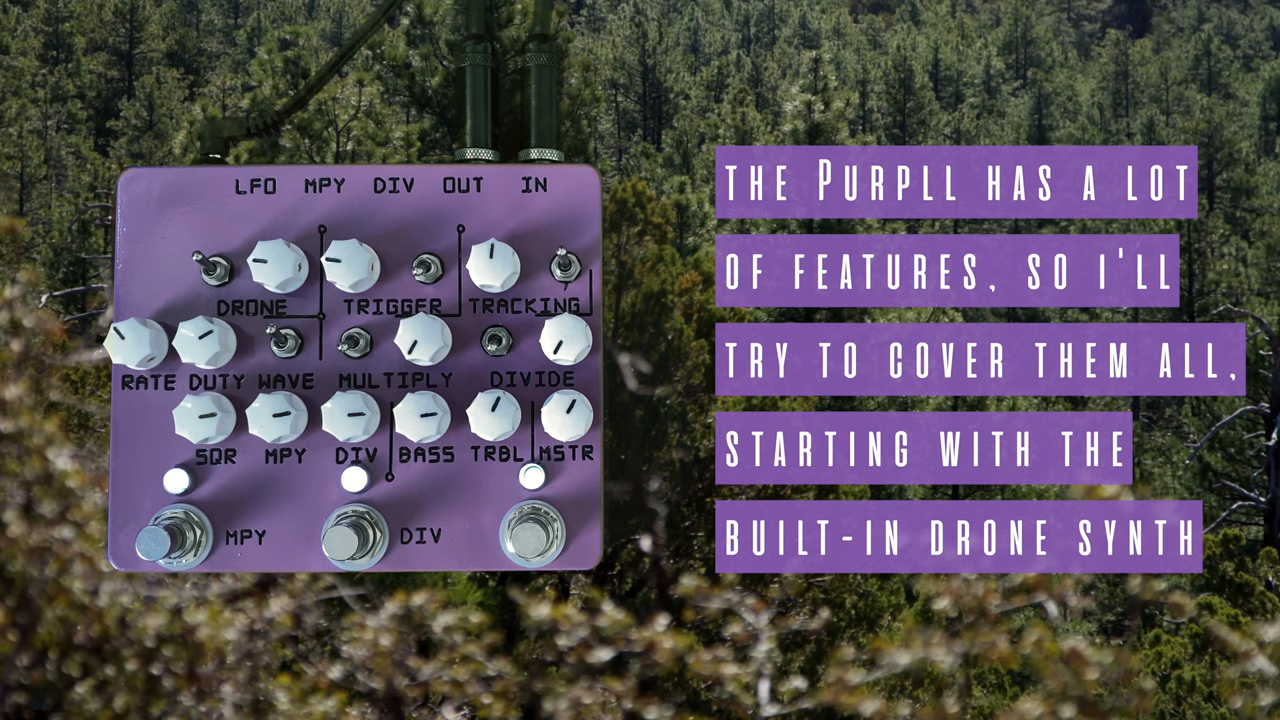 LFO MPY DIV OUT IN
DRONE TRIGGER TRACKING
RATE DUTY WAVE MULTIPLY DIVIDE
SQR MPY DIV BASS TRBL MSTR
MPY DIV
THE PURPLL HAS A LOT
OF FEATURES, SO I'LL
TRY TO COVER THEM ALL,
STARTING WITH THE
BUILT-IN DRONE SYNTH